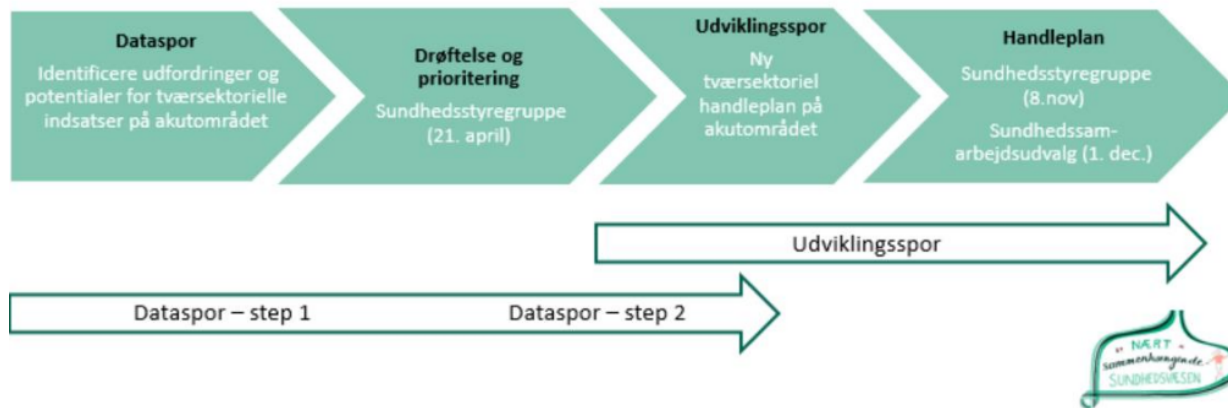 Dataspor
Identificere udfordringer og
potentialer for tværsektorielle
indsatser på akutområdet
Drøftelse og
prioritering
Sundhedsstyregruppe
(21. april)
Udviklingsspor
Ny
tværsektoriel
handleplan på
akutområdet
Handleplan
Sundhedsstyregruppe
(8.nov)
Sundhedssam-
arbejdsudvalg (1. dec.)
Udviklingsspor
Dataspor – step 1
Dataspor – step 2
NÆRT
sammenhængende
SUNDHEDSVÆSEN